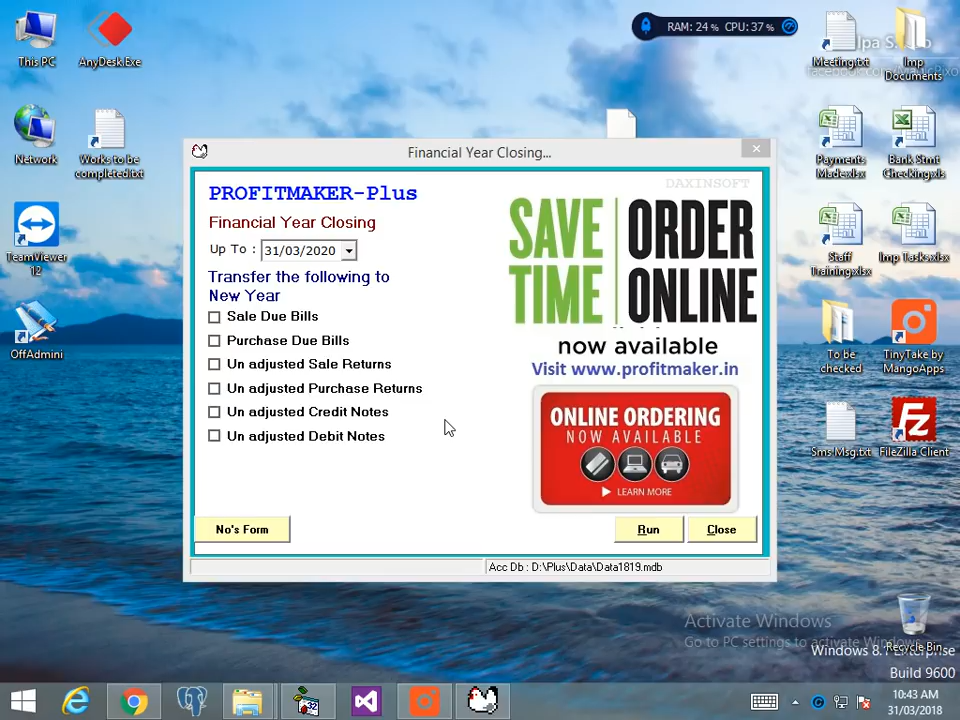 This PC
AnyDesk.Exe
RAM: 24 % CPU: 37 %
Meeting.txt
Imp
Documents
Network
Works to be
completed.txt
Payments
Made.xlsx
Bank Stmt
Checking.xls
Financial Year Closing...
PROFITMAKER-Plus
DAXINSOFT
Financial Year Closing
Up To : 31/03/2020
Transfer the following to
New Year
Sale Due Bills
Purchase Due Bills
Un adjusted Sale Returns
Un adjusted Purchase Returns
Un adjusted Credit Notes
Un adjusted Debit Notes
SAVE TIME
ORDER ONLINE
now available
Visit www.profitmaker.in
ONLINE ORDERING
NOW AVAILABLE
LEARN MORE
No's Form
Run
Close
Acc Db : D:\Plus\Data\Data1819.mdb
TeamViewer
12
Staff
Training.xlsx
Imp Tasks.xlsx
OffAdmini
To be
checked
TinyTake by
MangoApps
Sms Msg.txt
FileZilla Client
Activate Windows
Go to PC settings to activate Windows.
Recycle Bin
Windows 8.1 Enterprise
Build 9600
10:43 AM
31/03/2018